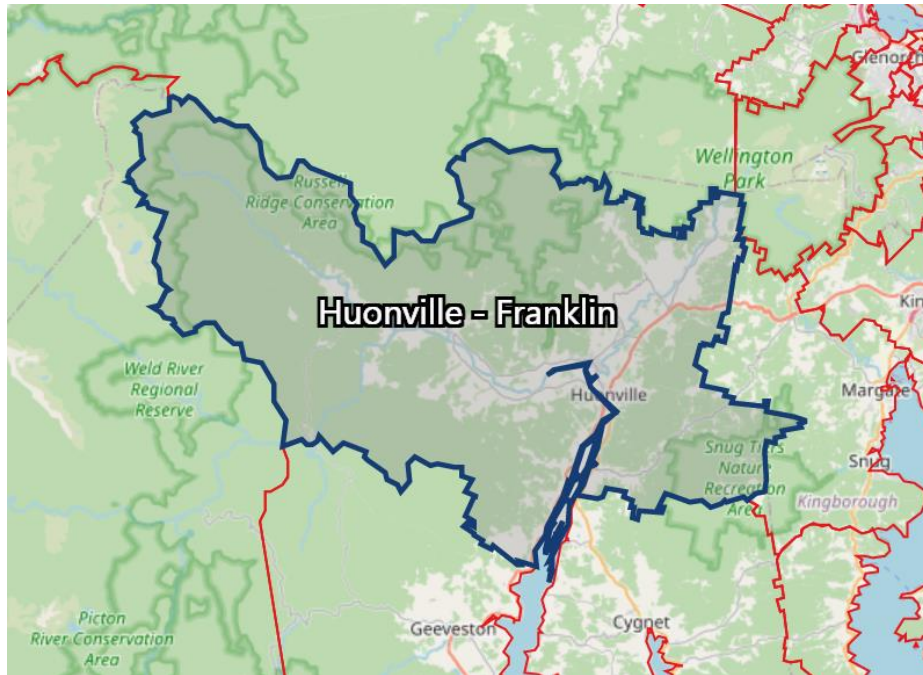 Glenorch
Wellington
Park
Russell
Ridge Conservation
Area
Huonville - Franklin
Kin
Weld River
Regional
Reserve
Huonville
Margate
Snug Tiers
Nature
Recreation
Area
Snug
Kingborough
Picton
River Conservation
Area
Geeveston
Cygnet